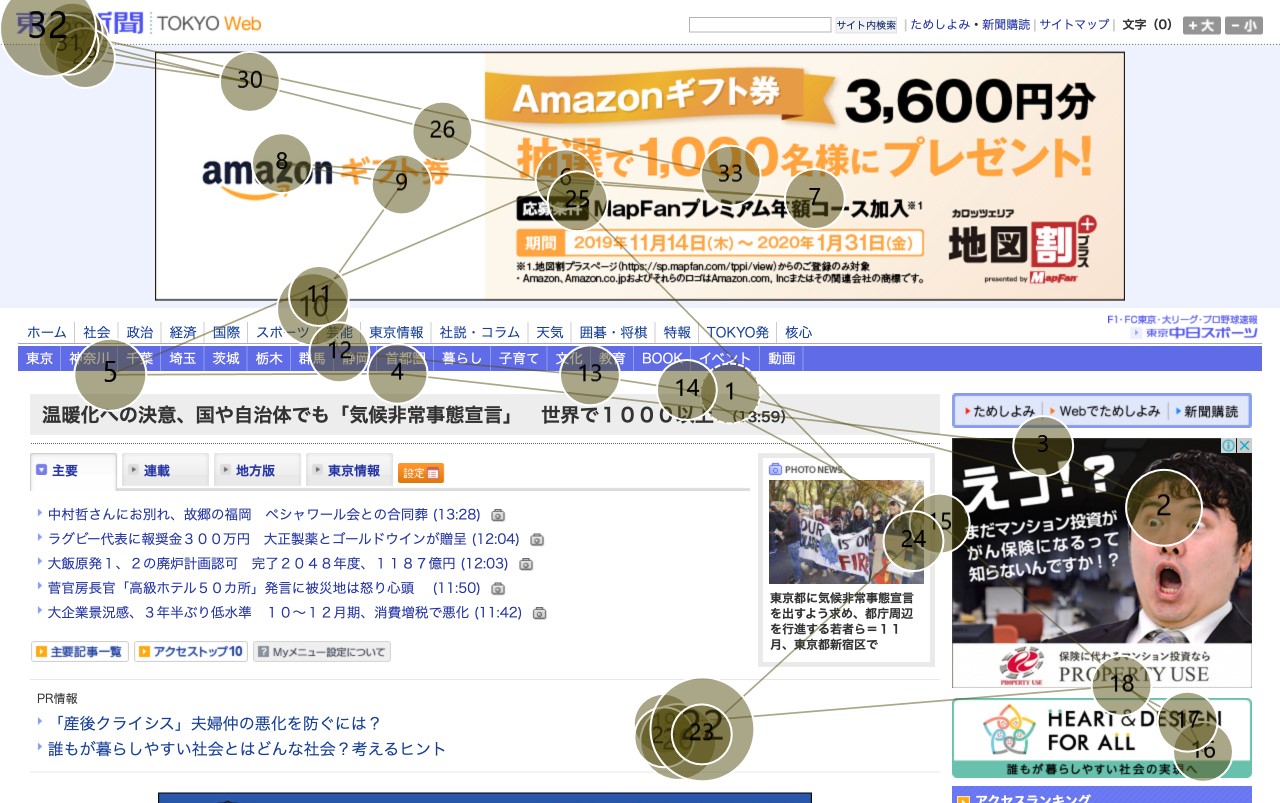 新聞 TOKYO Web
サイト内検索 ためしよみ・新聞購読 サイトマップ 文字（0） +大 -小
amazon ギフト券
Amazonギフト券 3,600円分
抽選で1,000名様にプレゼント!
応募条件 MapFanプレミアム年額コース加入※1
期間 2019年11月14日(木)～2020年1月31日(金)
※1.地図割プラスページ(https://sp.mapfan.com/tppi/view)からのご登録のみ対象
・Amazon, Amazon.co.jpおよびそれらのロゴはAmazon.com, Incまたはその関連会社の商標です。
カロッツェリア
地図割+プラス
presented by MapFan
ホーム 社会 政治 経済 国際 スポーツ 芸能 東京情報 社説・コラム 天気 囲碁・将棋 特報 TOKYO発 核心
F1・FC東京・大リーグ・プロ野球速報
東京中日スポーツ
東京 神奈川 千葉 埼玉 茨城 栃木 群馬 静岡 首都圏 暮らし 子育て 文化 教育 BOOK イベント 動画
温暖化への決意、国や自治体でも「気候非常事態宣言」　世界で１０００以上 (13:59)
主要 連載 地方版 東京情報 設定
中村哲さんにお別れ、故郷の福岡　ペシャワール会との合同葬 (13:28)
ラグビー代表に報奨金３００万円　大正製薬とゴールドウインが贈呈 (12:04)
大飯原発１、２の廃炉計画認可　完了２０４８年度、１１８７億円 (12:03)
菅官房長官「高級ホテル５０カ所」発言に被災地は怒り心頭　 (11:50)
大企業景況感、３年半ぶり低水準　１０～１２月期、消費増税で悪化 (11:42)
主要記事一覧 アクセストップ10 Myメニュー設定について
PR情報
「産後クライシス」夫婦仲の悪化を防ぐには？
誰もが暮らしやすい社会とはどんな社会？考えるヒント
PHOTO NEWS
OUR IS ON FIRE
東京都に気候非常事態宣言
を出すよう求め、都庁周辺
を行進する若者ら＝１１
月、東京都新宿区で
ためしよみ Webでためしよみ 新聞購読
えコ!?
まだマンション投資が
がん保険になるって
知らないんですか!?
PROPERTY USE
保険に代わるマンション投資なら
PROPERTY USE
HEART & DESIGN
FOR ALL
誰もが暮らしやすい社会の実現へ
アクセスランキング
1
2
3
4
5
6
7
8
9
10
11
12
13
14
15
16
17
18
22
23
24
25
26
30
31
32
33